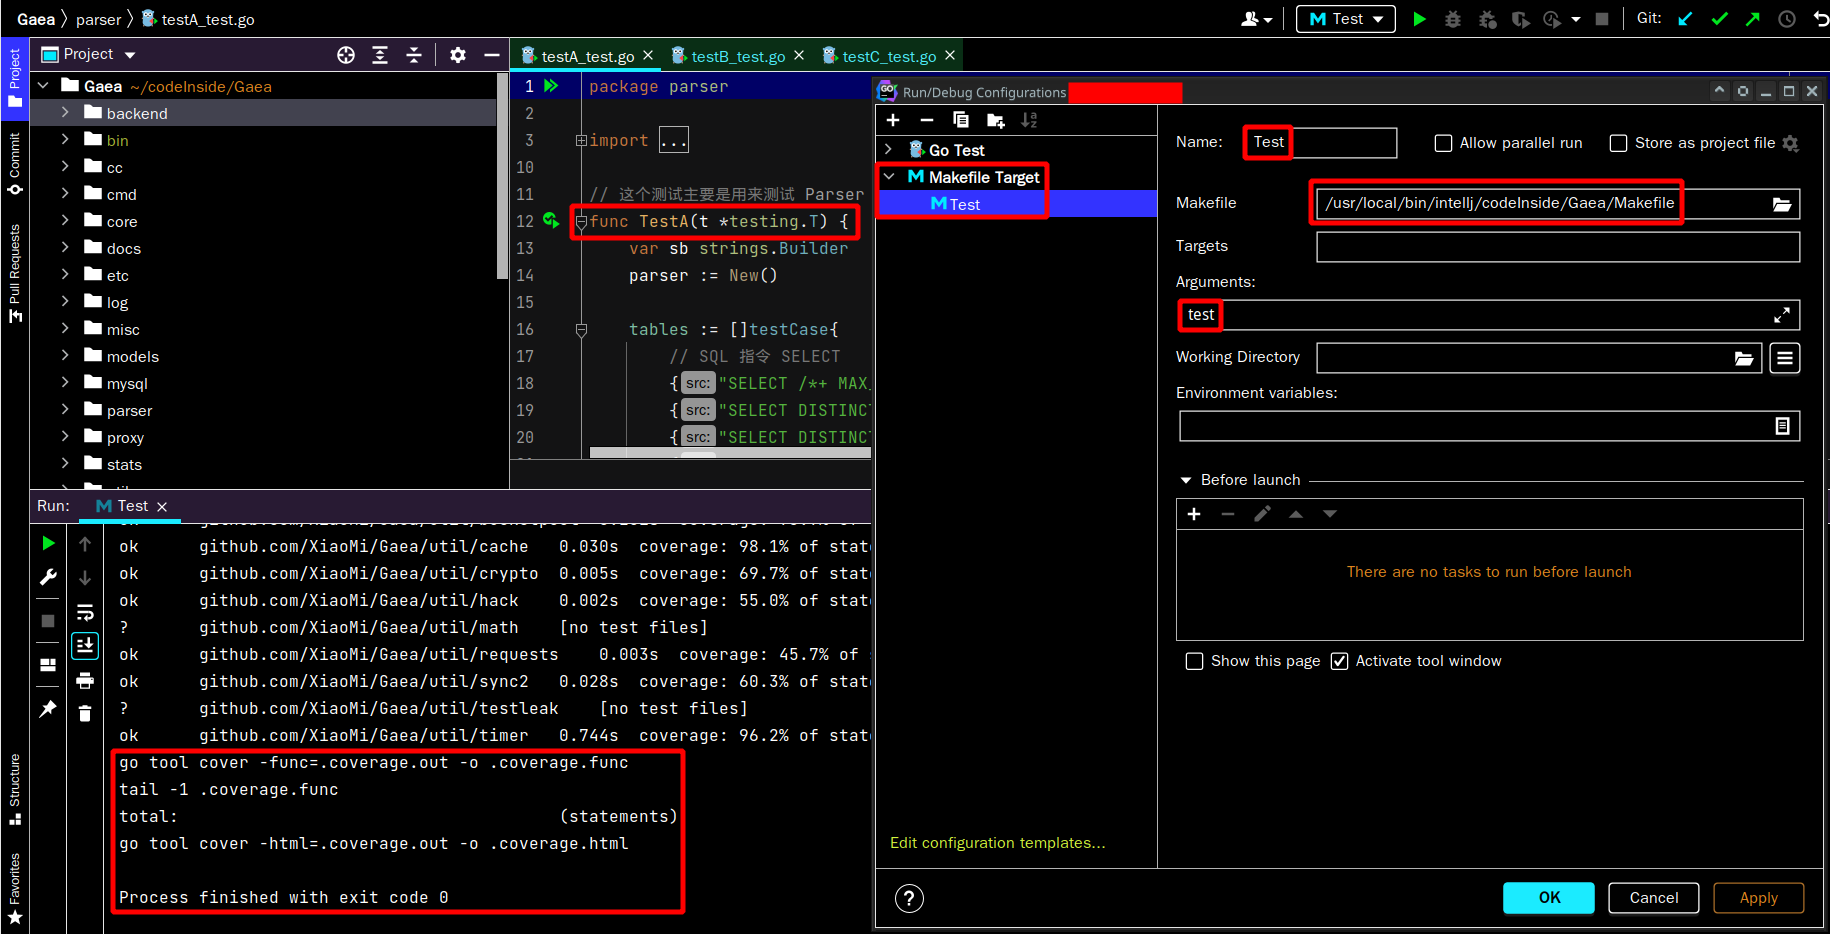 Gaea 〉 parser 〉 testA_test.go
Test
Git:
Project
testA_test.go
testB_test.go
testC_test.go
Project
Commit
Pull Requests
Structure
Favorites
Gaea ~/codeInside/Gaea
backend
bin
cc
cmd
core
docs
etc
log
misc
models
mysql
parser
proxy
stats
1 package parser
2
3 import ...
10
11 // 这个测试主要是用来测试 Parser
12 func TestA(t *testing.T) {
13 var sb strings.Builder
14 parser := New()
15
16 tables := []testCase{
17 // SQL 指令 SELECT
18 { src: "SELECT /*+ MAX_
19 { src: "SELECT DISTINCT
20 { src: "SELECT DISTINCT
Run: Test
ok github.com/XiaoMi/Gaea/util/cache 0.030s coverage: 98.1% of state
ok github.com/XiaoMi/Gaea/util/crypto 0.005s coverage: 69.7% of state
ok github.com/XiaoMi/Gaea/util/hack 0.002s coverage: 55.0% of state
? github.com/XiaoMi/Gaea/util/math [no test files]
ok github.com/XiaoMi/Gaea/util/requests 0.003s coverage: 45.7% of
ok github.com/XiaoMi/Gaea/util/sync2 0.028s coverage: 60.3% of state
? github.com/XiaoMi/Gaea/util/testleak [no test files]
ok github.com/XiaoMi/Gaea/util/timer 0.744s coverage: 96.2% of state
go tool cover -func=.coverage.out -o .coverage.func
tail -1 .coverage.func
total: (statements)
go tool cover -html=.coverage.out -o .coverage.html
Process finished with exit code 0
Run/Debug Configurations
Go Test
Makefile Target
Test
Edit configuration templates...
Name: Test
Allow parallel run
Store as project file
Makefile /usr/local/bin/intellj/codeInside/Gaea/Makefile
Targets
Arguments:
test
Working Directory
Environment variables:
Before launch
There are no tasks to run before launch
Show this page
Activate tool window
?
OK
Cancel
Apply